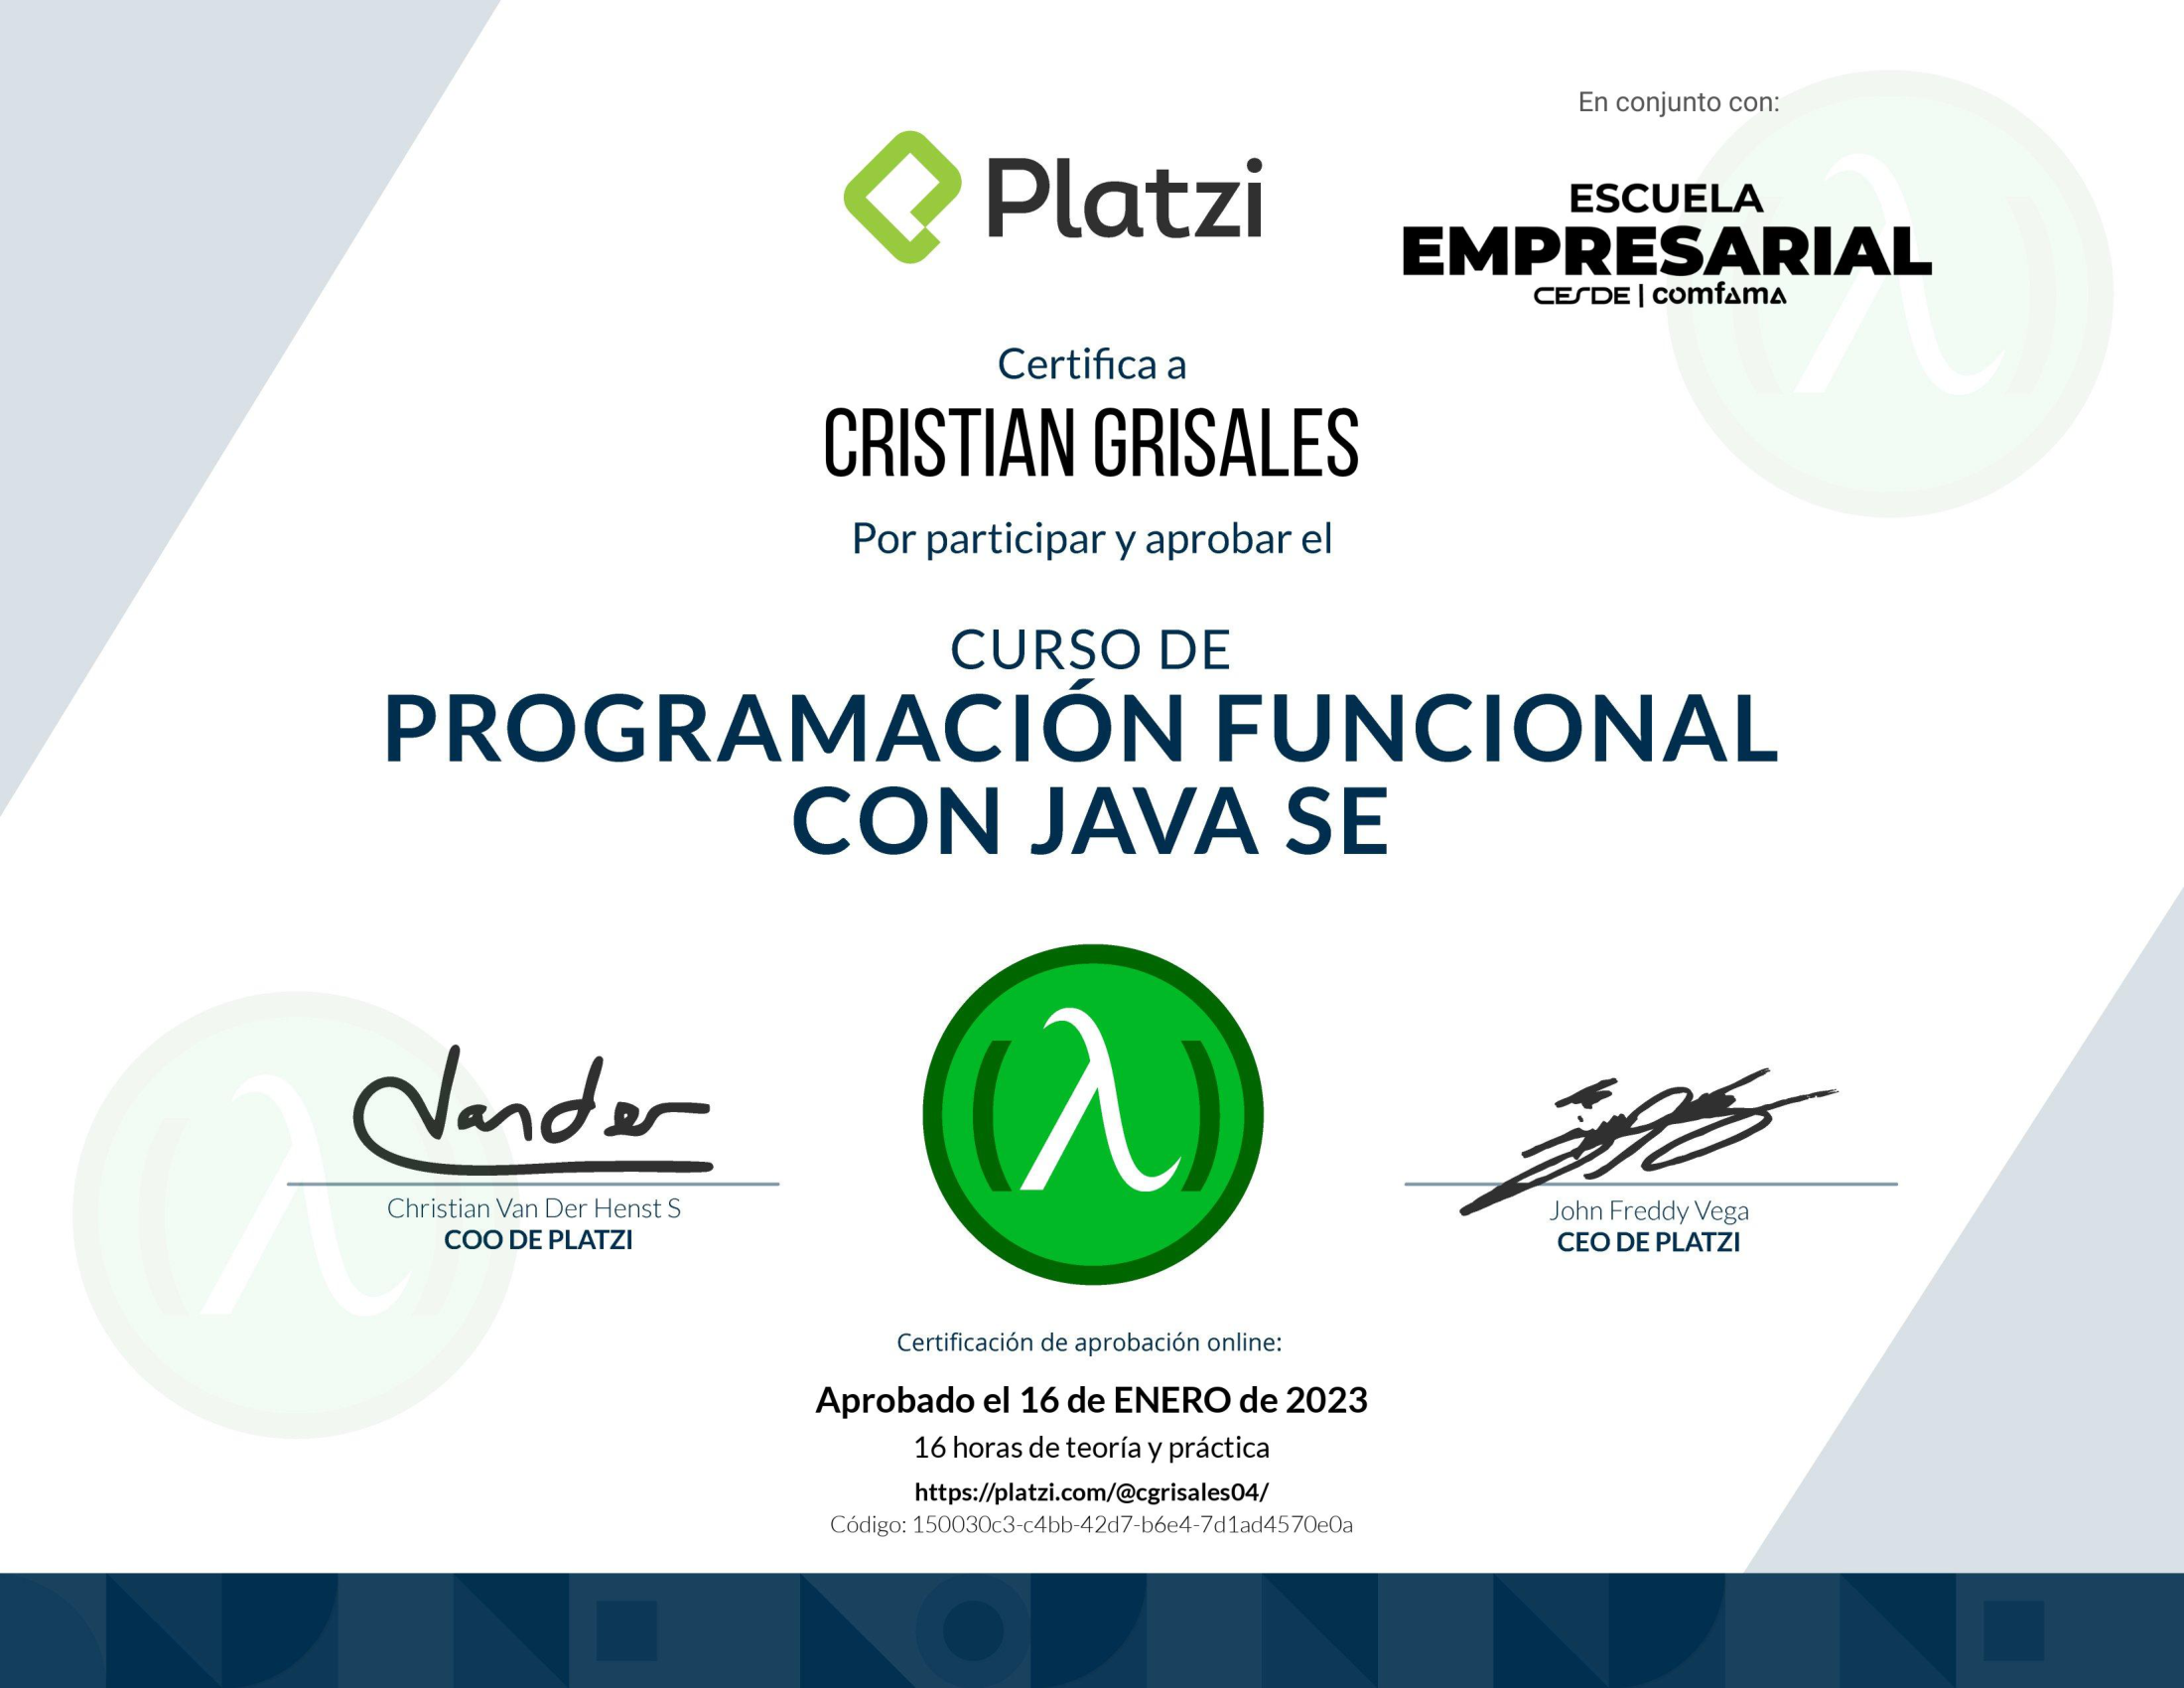 En conjunto con:
Platzi
ESCUELA
EMPRESARIAL
CESDE | comfama
Certifica a
CRISTIAN GRISALES
Por participar y aprobar el
CURSO DE
PROGRAMACIÓN FUNCIONAL
CON JAVA SE
(λ)
Vander
Christian Van Der Henst S
COO DE PLATZI
John Freddy Vega
CEO DE PLATZI
Certificación de aprobación online:
Aprobado el 16 de ENERO de 2023
16 horas de teoría y práctica
https://platzi.com/@cgrisales04/
Código: 150030c3-c4bb-42d7-b6e4-7d1ad4570e0a